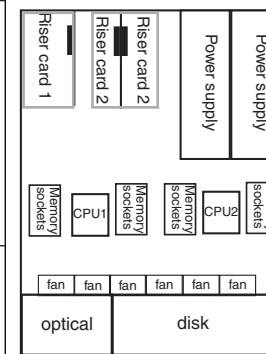 Riser card 1
Riser card 2
Riser card 2
Power supply
Power supply
Memory
sockets
CPU1
Memory
sockets
Memory
sockets
CPU2
sockets
fan
fan
fan
fan
fan
fan
optical
disk